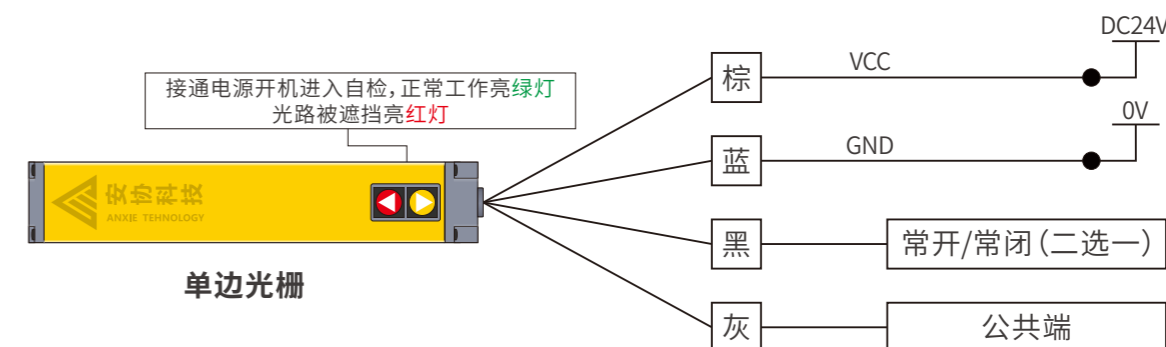 接通电源开机进入自检,正常工作亮绿灯
光路被遮挡亮红灯
安协科技
ANXIE TEHNOLOGY
单边光栅
棕
VCC
DC24V
蓝
GND
0V
黑
常开/常闭(二选一)
灰
公共端